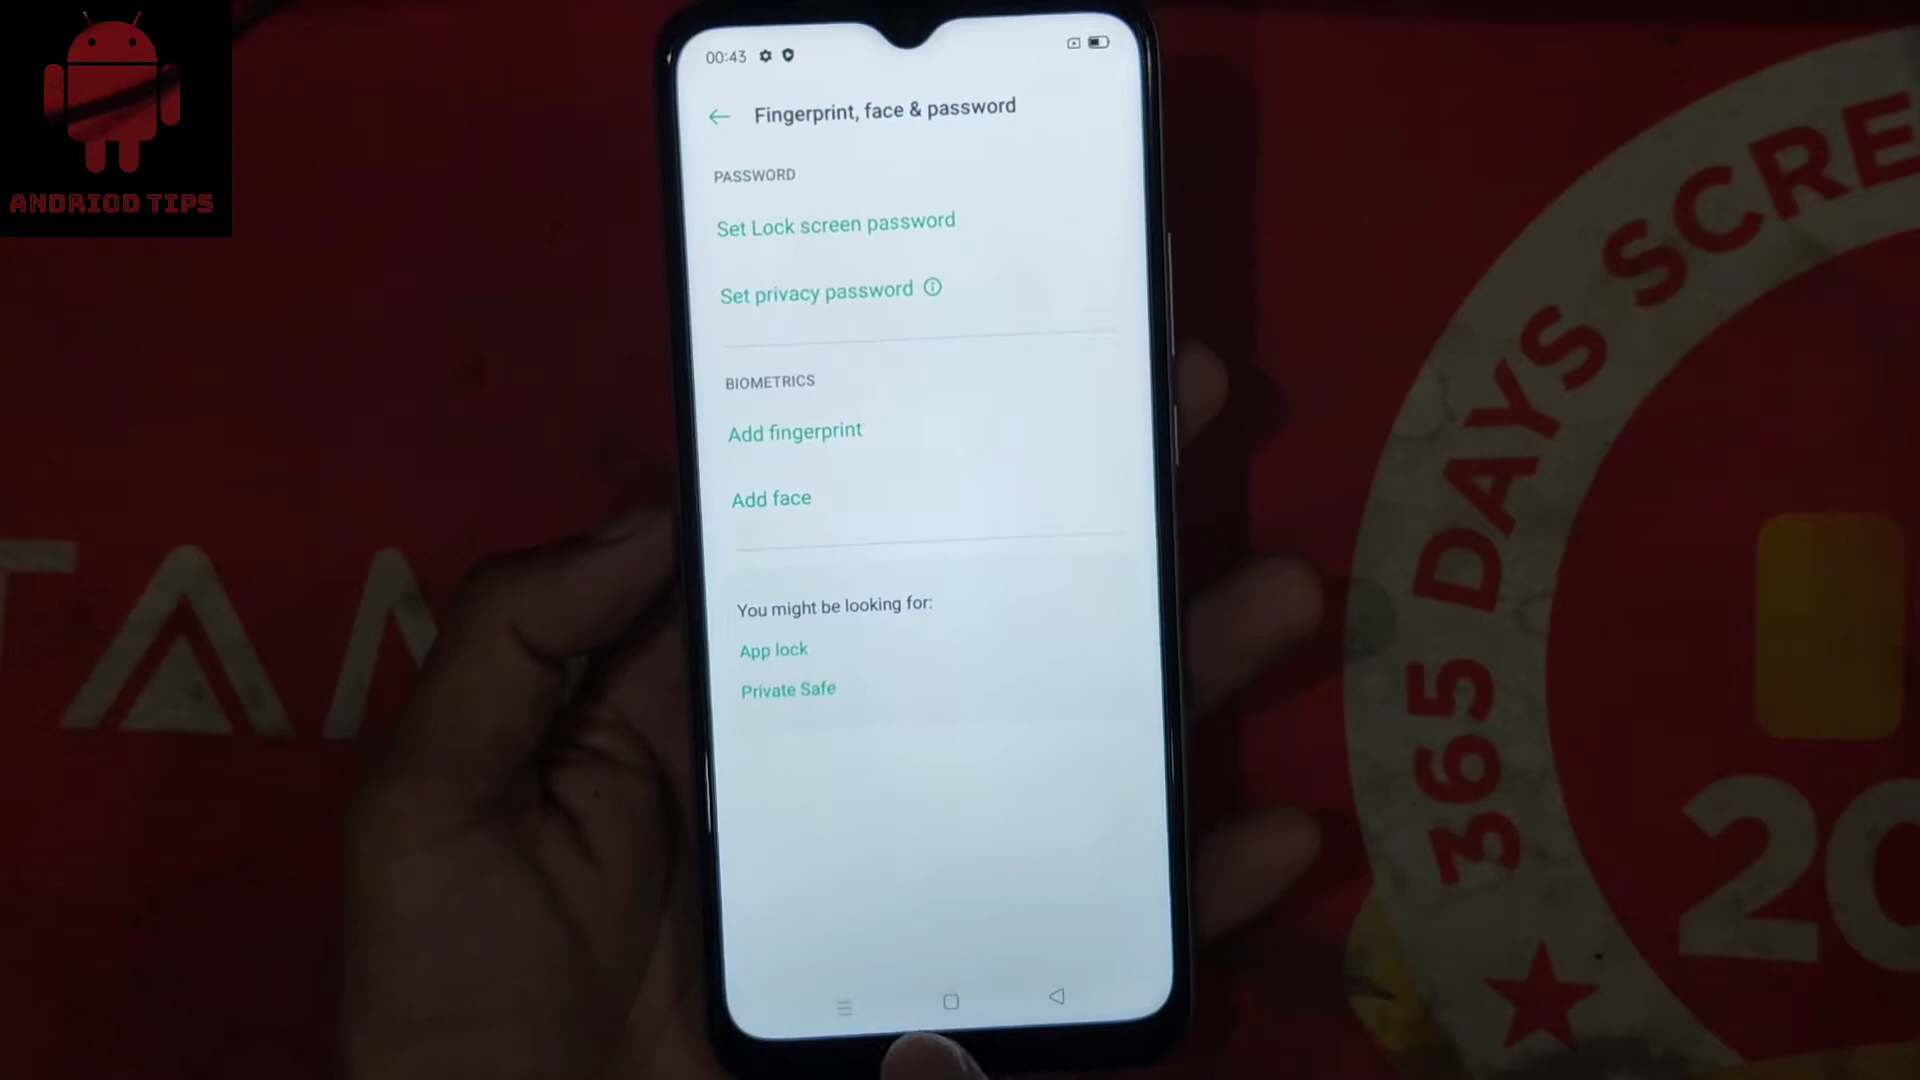 ANDRIOD TIPS
00:43
Fingerprint, face & password
PASSWORD
Set Lock screen password
Set privacy password
BIOMETRICS
Add fingerprint
Add face
You might be looking for:
App lock
Private Safe
365 DAYS SCRE
20